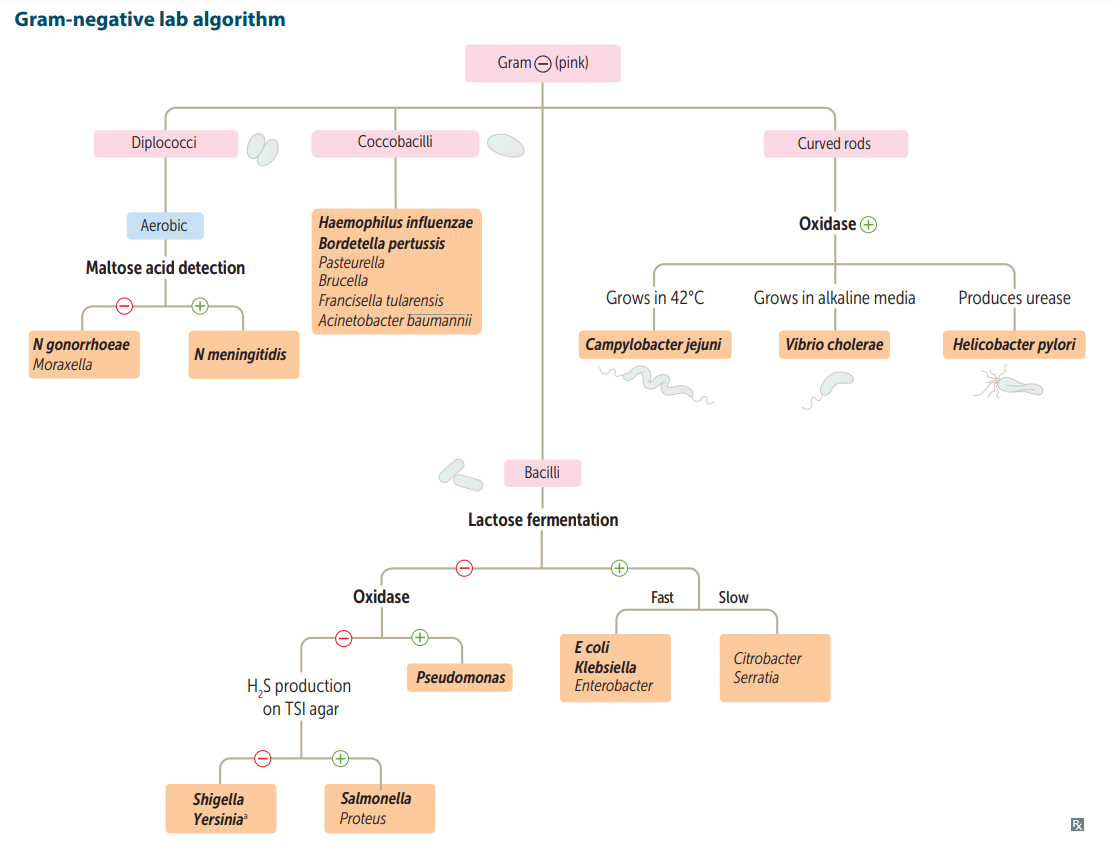 Gram-negative lab algorithm
Gram ⊖ (pink)
Diplococci
Coccobacilli
Curved rods
Aerobic
Maltose acid detection
⊖
⊕
N gonorrhoeae
Moraxella
N meningitidis
Haemophilus influenzae
Bordetella pertussis
Pasteurella
Brucella
Francisella tularensis
Acinetobacter baumannii
Oxidase ⊕
Grows in 42°C
Grows in alkaline media
Produces urease
Campylobacter jejuni
Vibrio cholerae
Helicobacter pylori
Bacilli
Lactose fermentation
⊖
⊕
Oxidase
Fast
Slow
⊖
⊕
E coli
Klebsiella
Enterobacter
Citrobacter
Serratia
Pseudomonas
H₂S production
on TSI agar
⊖
⊕
Shigella
Yersiniaᵃ
Salmonella
Proteus
Rx